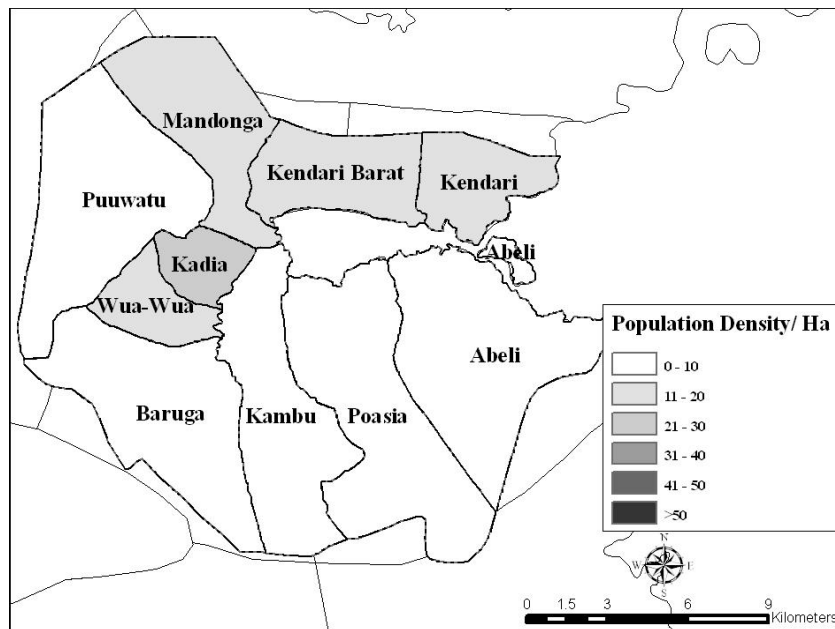 Mandonga
Kendari Barat
Kendari
Puuwatu
Abeli
Kadia
Wua-Wua
Population Density/ Ha
0 - 10
11 - 20
21 - 30
31 - 40
41 - 50
>50
Abeli
Baruga
Kambu
Poasia
N
W
E
S
0 1.5 3 6 9
Kilometers